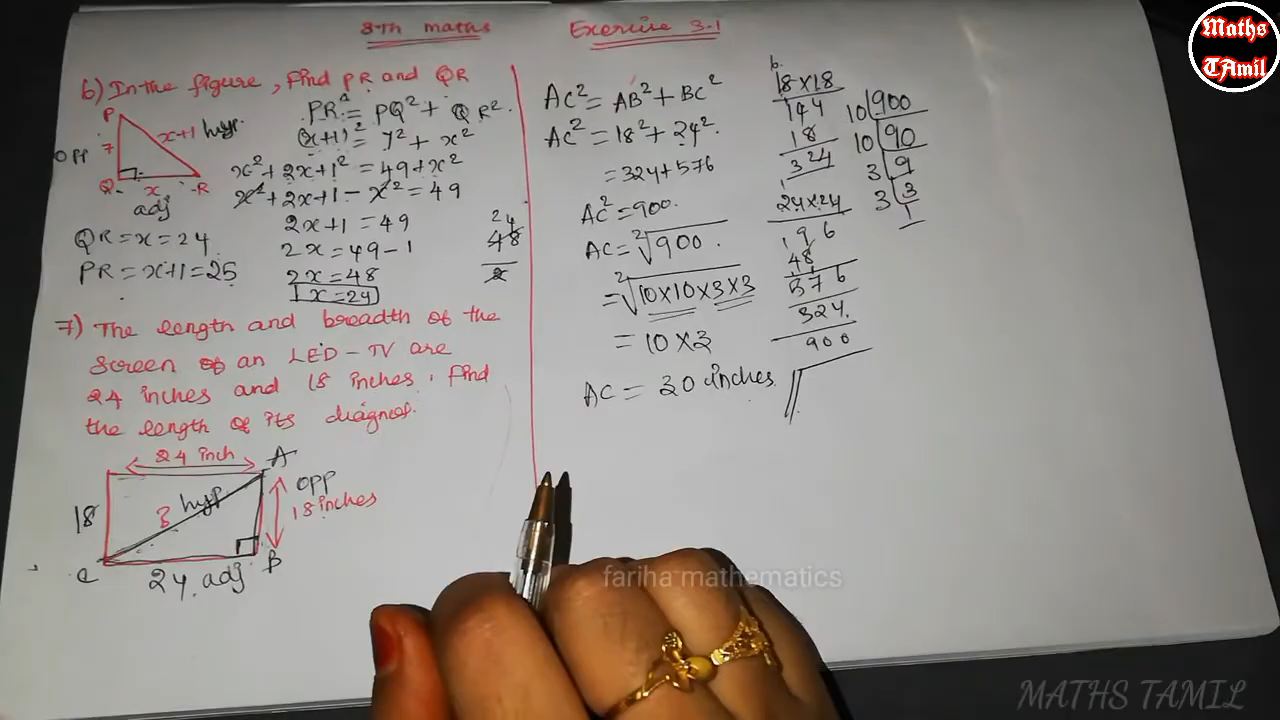 8-Th maths Exercise 3.1
6) In the figure, find PR and QR
P
7
x+1 hyp.
opp
Q x R
adj
PR² = PQ² + QR².
(x+1)² = 7² + x²
x² + 2x + 1² = 49 + x²
x² + 2x + 1 - x² = 49
2x + 1 = 49
2x = 49 - 1
2x = 48
x = 24
24
48
2
QR = x = 24
PR = x+1 = 25
7) The length and breadth of the
screen of an LED-TV are
24 inches and 18 inches. Find
the length of its
24 inch
A
18
hyp
opp
18 inches
C
24. adj
B
AC² = AB² + BC²
AC² = 18² + 24².
= 324 + 576
AC² = 900.
AC = ²√900.
= ²√10×10×3×3
= 10×3
AC = 30 inches
18×18
144
18
324
24×24
96
48
576
324.
900
10 900
10 90
3 9
3 3
1
Maths
TAmil
fariha mathematics
MATHS TAMIL